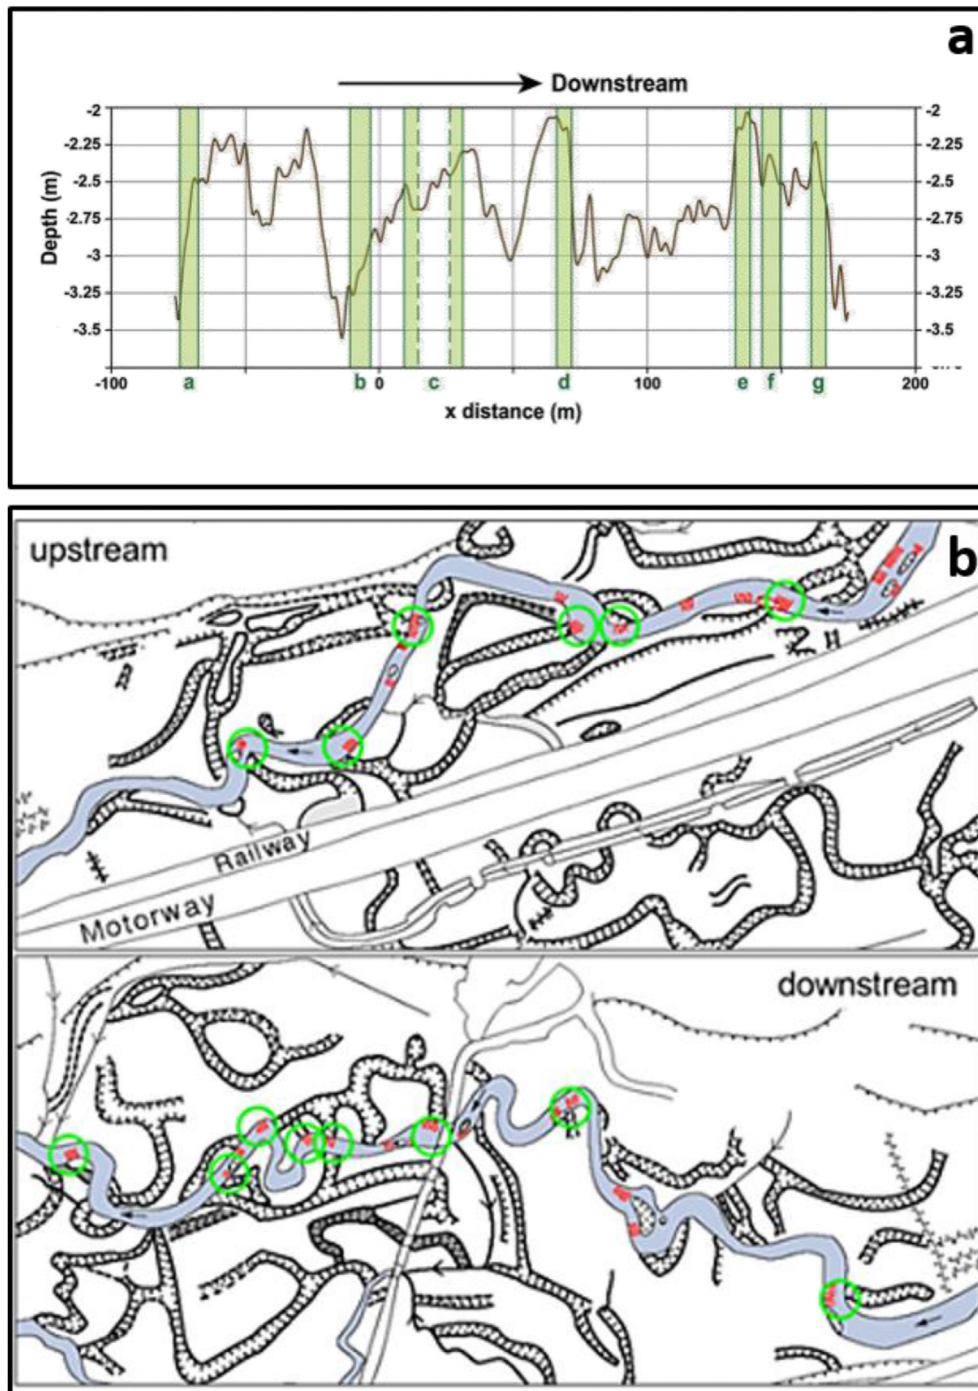 a
Downstream
-2 -2
-2.25 -2.25
-2.5 -2.5
-2.75 -2.75
-3 -3
-3.25 -3.25
-3.5 -3.5
Depth (m)
a b c d e f g
-100 0 100 200
x distance (m)
b
upstream
Railway
Motorway
downstream